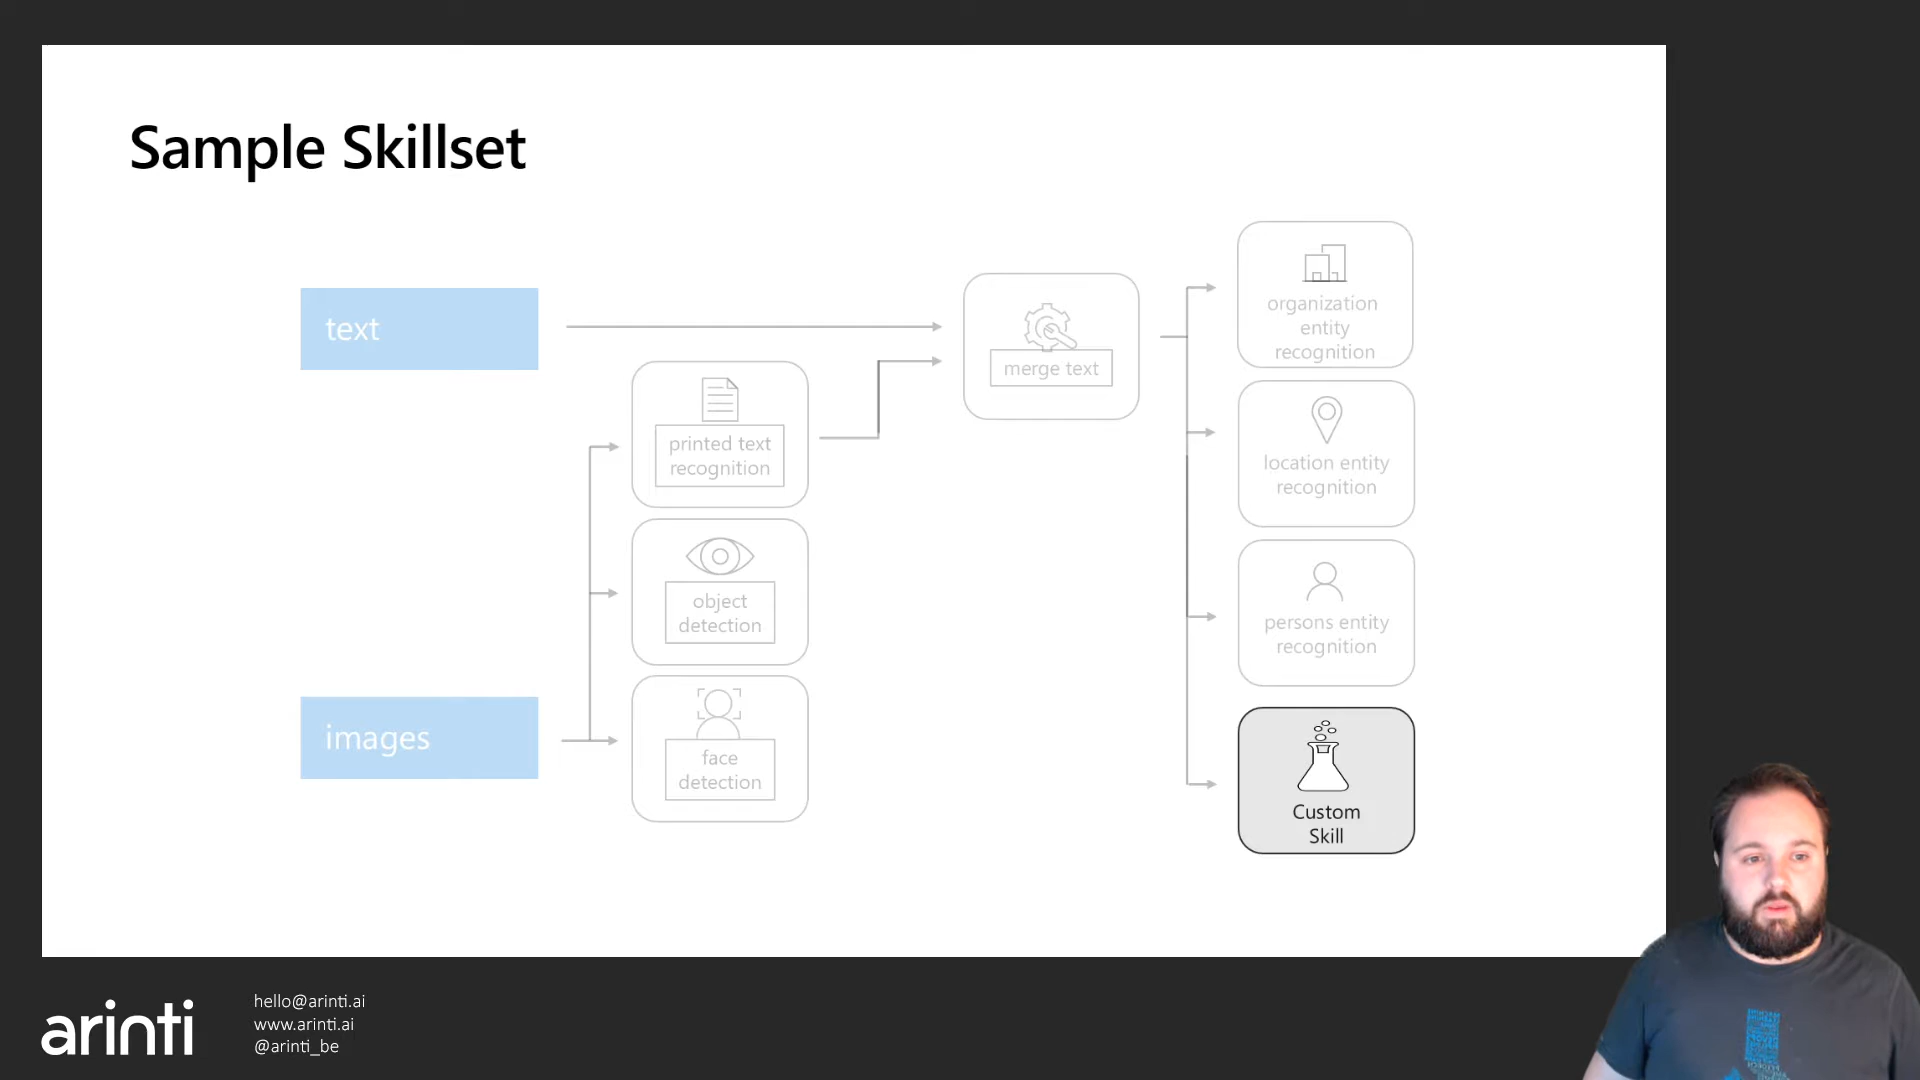 Sample Skillset
text
images
printed text
recognition
object
detection
face
detection
merge text
organization
entity
recognition
location entity
recognition
persons entity
recognition
Custom
Skill
arinti
hello@arinti.ai
www.arinti.ai
@arinti_be